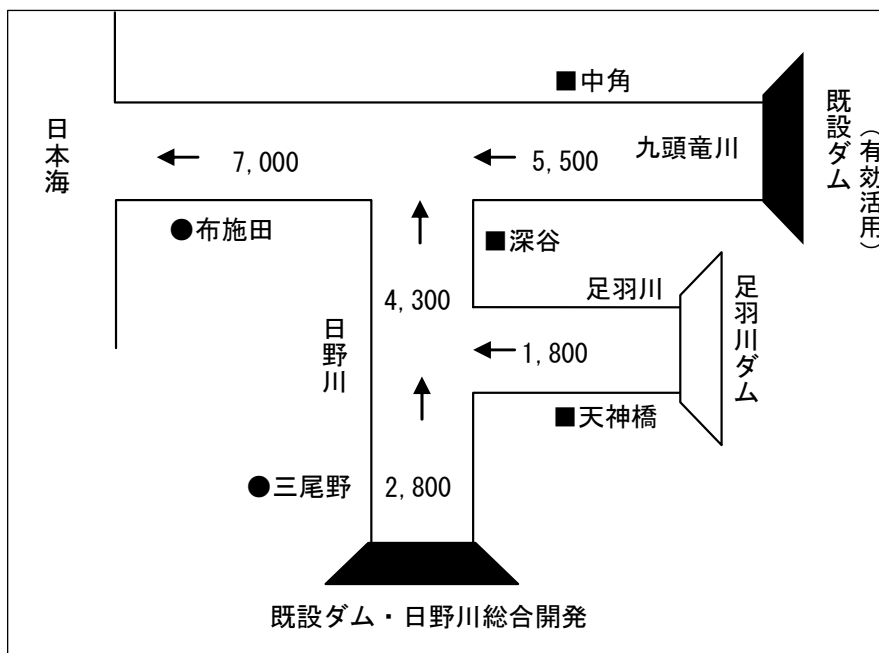 ■中角
既設ダム
（有効活用）
日本海
7,000
5,500
九頭竜川
●布施田
■深谷
足羽川
4,300
足羽川ダム
日野川
1,800
■天神橋
●三尾野
2,800
既設ダム・日野川総合開発